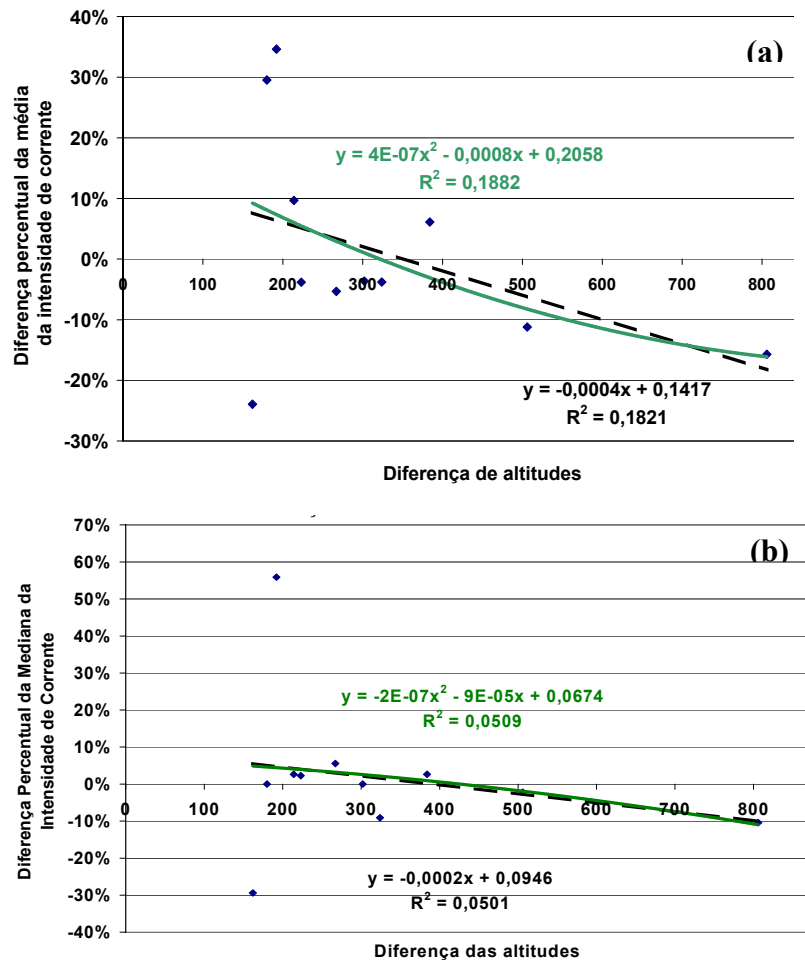 40%
(a)
30%
20%
y = 4E-07x² - 0,0008x + 0,2058
R² = 0,1882
10%
0%
0 100 200 300 400 500 600 700 800
-10%
-20%
y = -0,0004x + 0,1417
R² = 0,1821
-30%
Diferença percentual da média
da intensidade de corrente
Diferença de altitudes
70%
(b)
60%
50%
40%
30%
20%
y = -2E-07x² - 9E-05x + 0,0674
R² = 0,0509
10%
0%
0 100 200 300 400 500 600 700 800
-10%
-20%
y = -0,0002x + 0,0946
R² = 0,0501
-30%
-40%
Diferença Percentual da Mediana da
Intensidade de Corrente
Diferença das altitudes